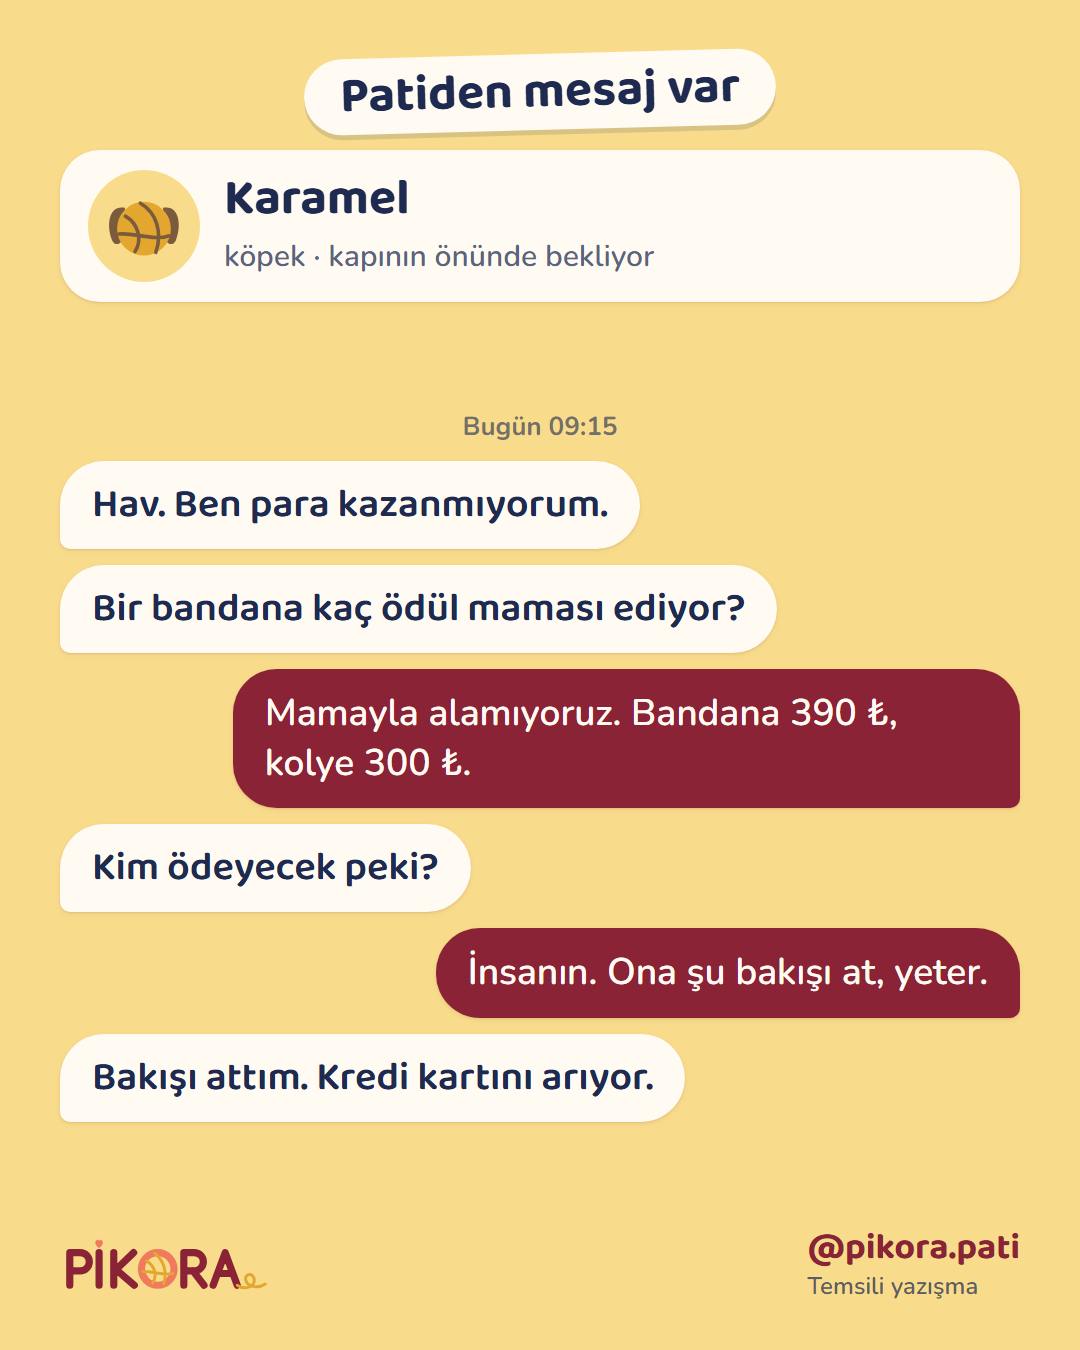 Patiden mesaj var
Karamel
köpek · kapının önünde bekliyor
Bugün 09:15
Hav. Ben para kazanmıyorum.
Bir bandana kaç ödül maması ediyor?
Mamayla alamıyoruz. Bandana 390 ₺,
kolye 300 ₺.
Kim ödeyecek peki?
İnsanın. Ona şu bakışı at, yeter.
Bakışı attım. Kredi kartını arıyor.
PİKORA
@pikora.pati
Temsili yazışma